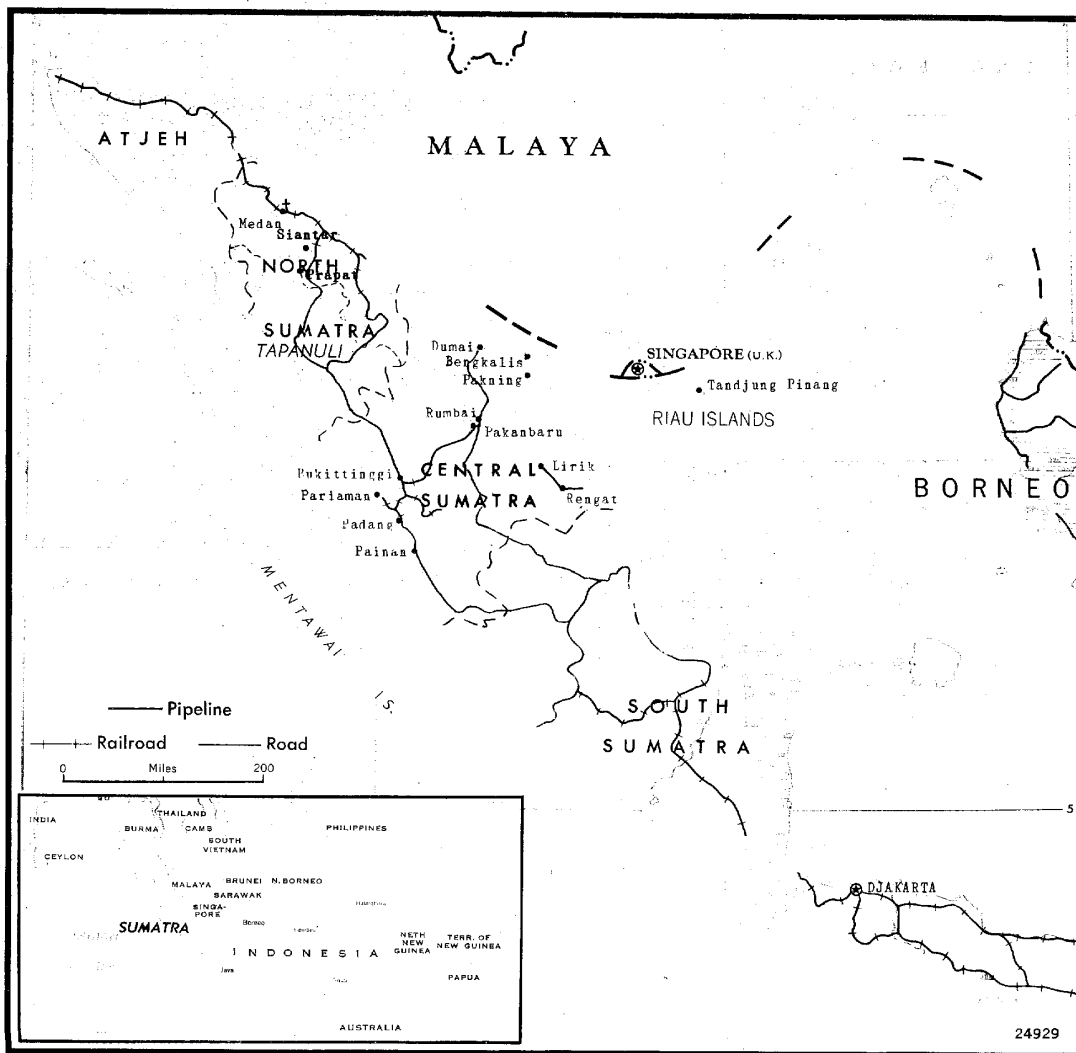 MALAYA
ATJEH
Medan
Siantar
NORTH
Prapat
SUMATRA
TAPANULI
Dumai
Bengkalis
Pakning
SINGAPORE (U.K.)
Tandjung Pinang
RIAU ISLANDS
Rumbai
Pakanbaru
Bukittinggi
CENTRAL
Lirik
Pariaman
SUMATRA
Rengat
BORNEO
Padang
Painan
MENTAWAI IS.
SOUTH
SUMATRA
Pipeline
Railroad
Road
0 Miles 200
5
DJAKARTA
INDIA
THAILAND
BURMA
CAMB
PHILIPPINES
SOUTH
VIETNAM
CEYLON
MALAYA
BRUNEI
N. BORNEO
SARAWAK
SINGA-
PORE
Borneo
SUMATRA
INDONESIA
NETH
NEW
GUINEA
TERR. OF
NEW GUINEA
Java
PAPUA
AUSTRALIA
24929